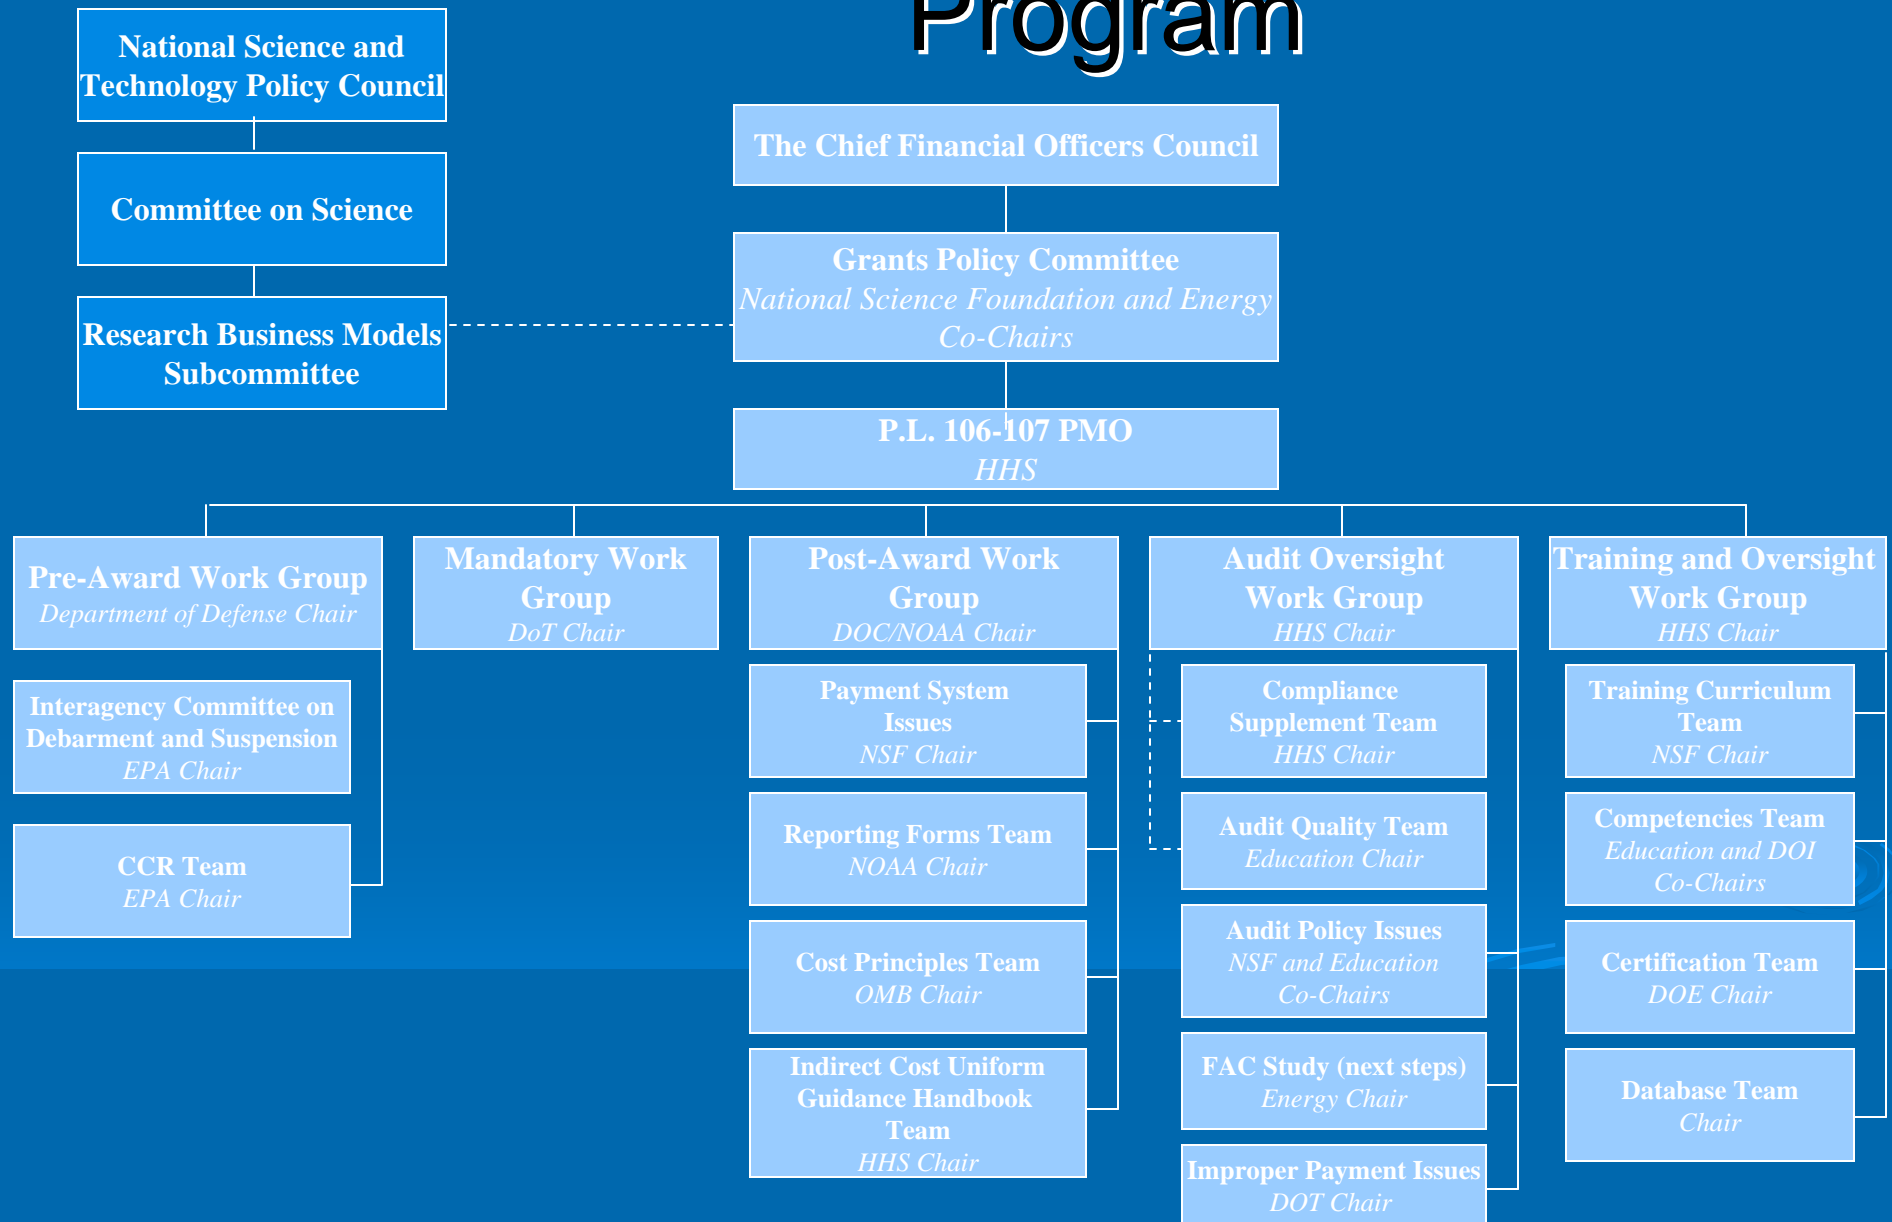 Program
National Science and
Technology Policy Council
Committee on Science
Research Business Models
Subcommittee
The Chief Financial Officers Council
Grants Policy Committee
National Science Foundation and Energy
Co-Chairs
P.L. 106-107 PMO
HHS
Pre-Award Work Group
Department of Defense Chair
Interagency Committee on
Debarment and Suspension
EPA Chair
CCR Team
EPA Chair
Mandatory Work
Group
DoT Chair
Post-Award Work
Group
DOC/NOAA Chair
Payment System
Issues
NSF Chair
Reporting Forms Team
NOAA Chair
Cost Principles Team
OMB Chair
Indirect Cost Uniform
Guidance Handbook
Team
HHS Chair
Audit Oversight
Work Group
HHS Chair
Compliance
Supplement Team
HHS Chair
Audit Quality Team
Education Chair
Audit Policy Issues
NSF and Education
Co-Chairs
FAC Study (next steps)
Energy Chair
Improper Payment Issues
DOT Chair
Training and Oversight
Work Group
HHS Chair
Training Curriculum
Team
NSF Chair
Competencies Team
Education and DOI
Co-Chairs
Certification Team
DOE Chair
Database Team
Chair